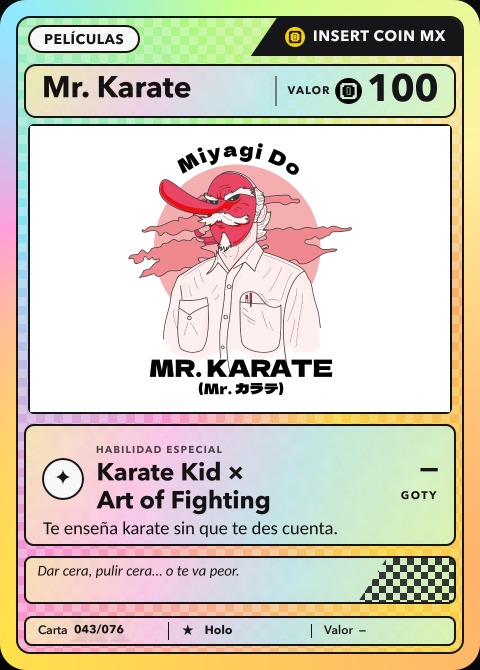 PELÍCULAS
INSERT COIN MX
Mr. Karate
VALOR 100
Miyagi Do
MR. KARATE
(Mr. カラテ)
HABILIDAD ESPECIAL
Karate Kid ×
Art of Fighting
—
GOTY
Te enseña karate sin que te des cuenta.
Dar cera, pulir cera... o te va peor.
Carta 043/076
★ Holo
Valor —